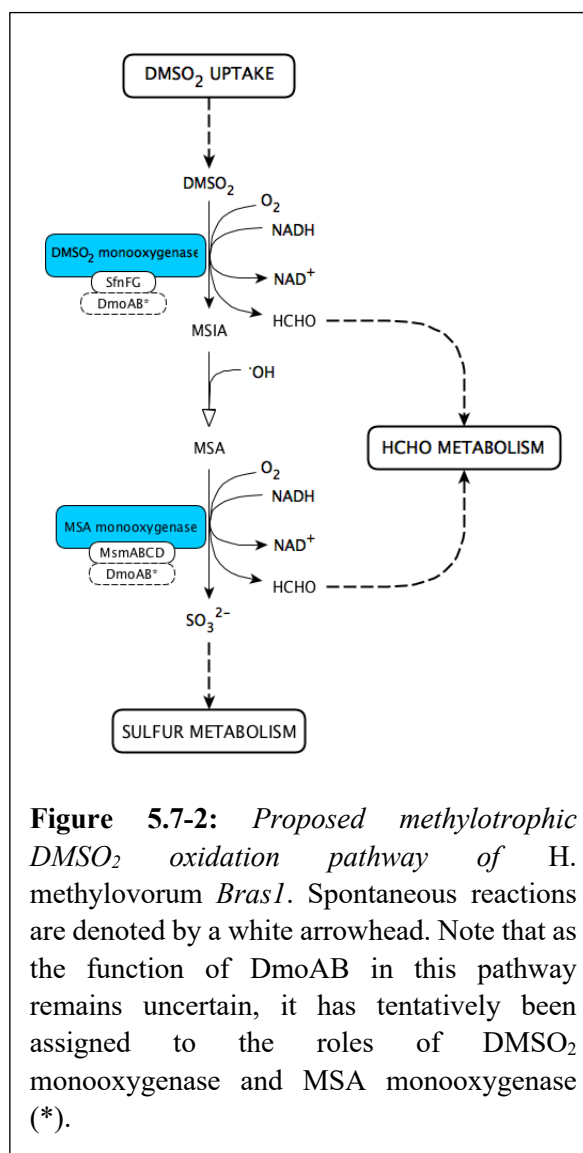 DMSO₂ UPTAKE
DMSO₂
O₂
NADH
DMSO₂ monooxygenase
SfnFG
DmoAB*
NAD⁺
HCHO
MSIA
·OH
MSA
HCHO METABOLISM
O₂
NADH
MSA monooxygenase
MsmABCD
DmoAB*
NAD⁺
HCHO
SO₃²⁻
SULFUR METABOLISM
Figure 5.7-2: Proposed methylotrophic
DMSO₂ oxidation pathway of H.
methylovorum Bras1. Spontaneous reactions
are denoted by a white arrowhead. Note that as
the function of DmoAB in this pathway
remains uncertain, it has tentatively been
assigned to the roles of DMSO₂
monooxygenase and MSA monooxygenase
(*).